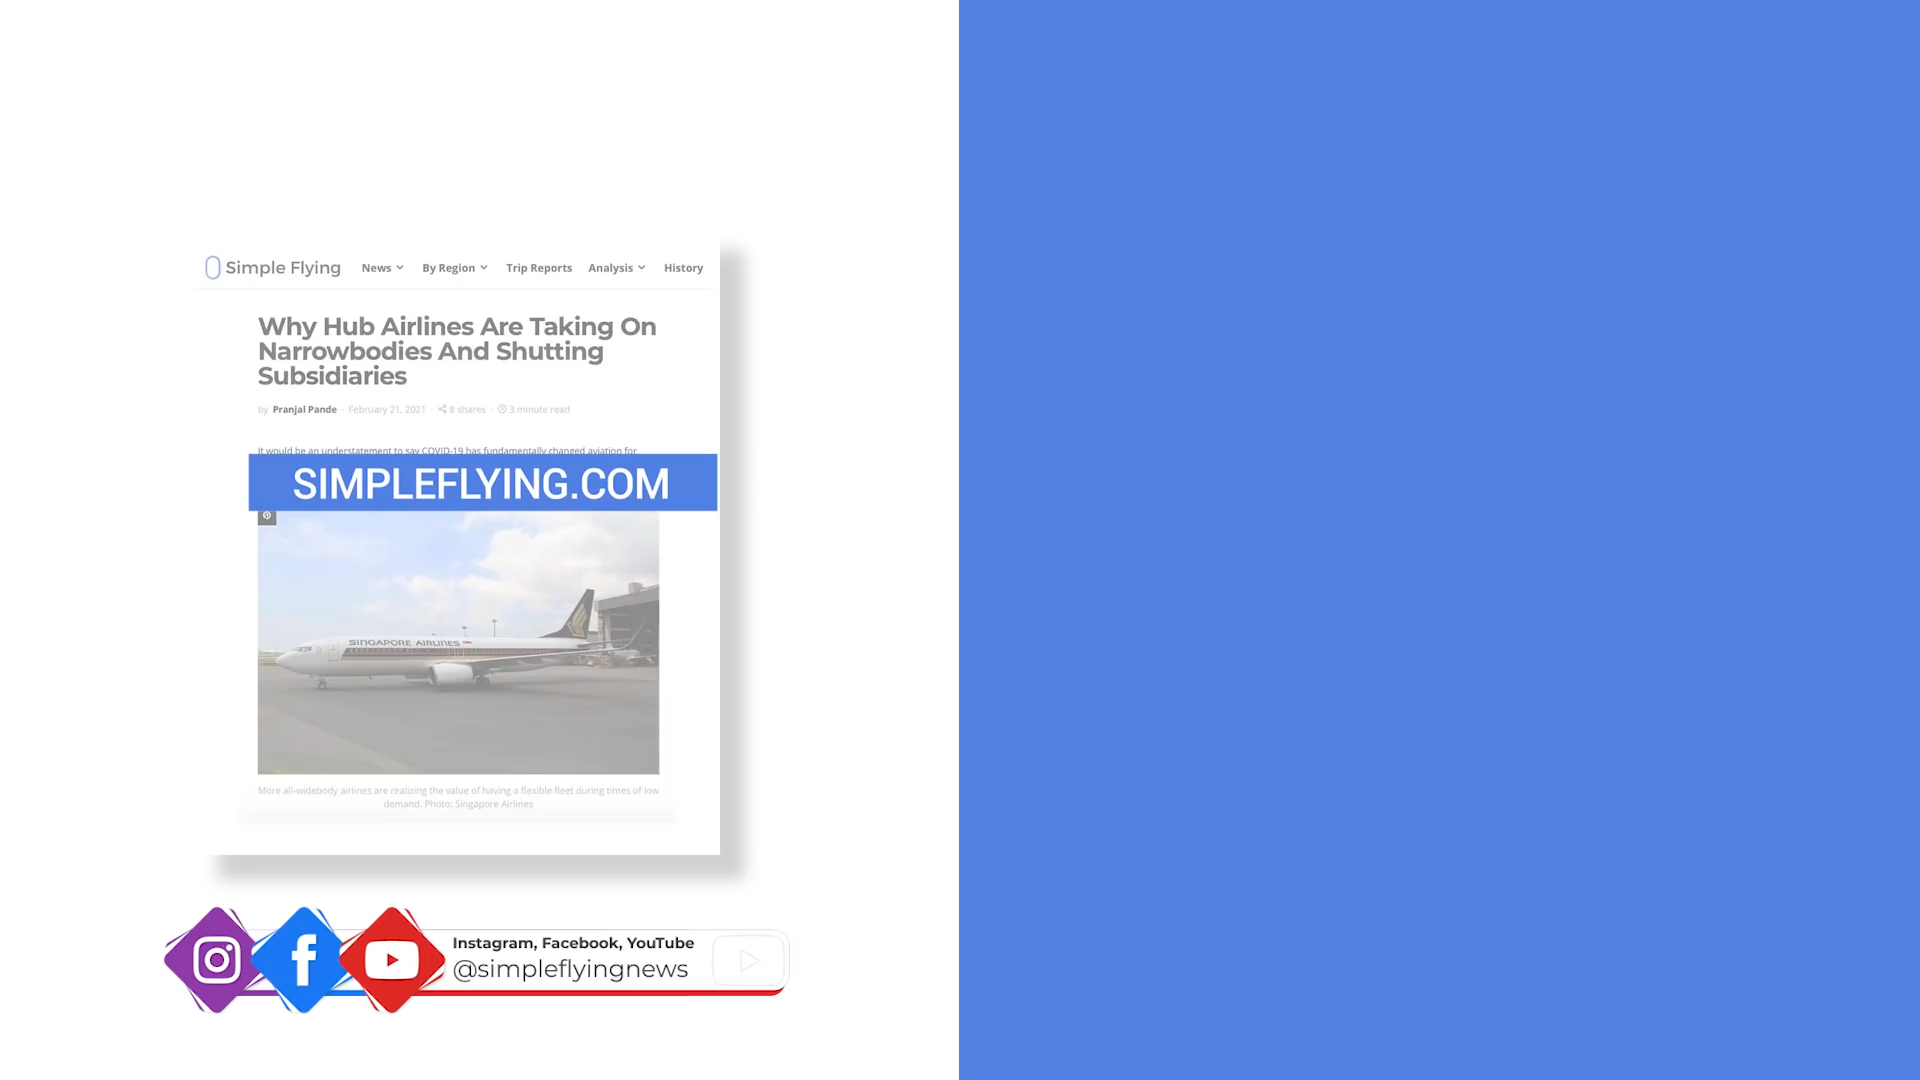 Simple Flying News By Region Trip Reports Analysis History
Why Hub Airlines Are Taking On
Narrowbodies And Shutting
Subsidiaries
by Pranjal Pande · February 21, 2021 · 8 shares · 3 minute read
It would be an understatement to say COVID-19 has fundamentally changed aviation for
SIMPLEFLYING.COM
SINGAPORE AIRLINES
More all-widebody airlines are realizing the value of having a flexible fleet during times of low
demand. Photo: Singapore Airlines
Instagram, Facebook, YouTube
@simpleflyingnews